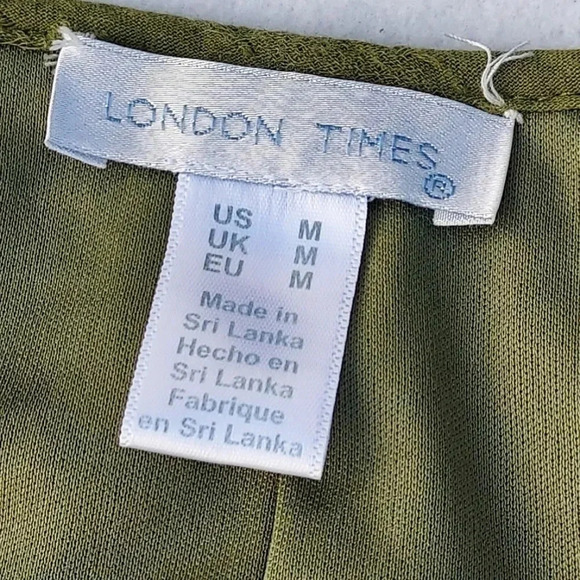 LONDON TIMES®
US M
UK M
EU M
Made in
Sri Lanka
Hecho en
Sri Lanka
Fabrique
en Sri Lanka